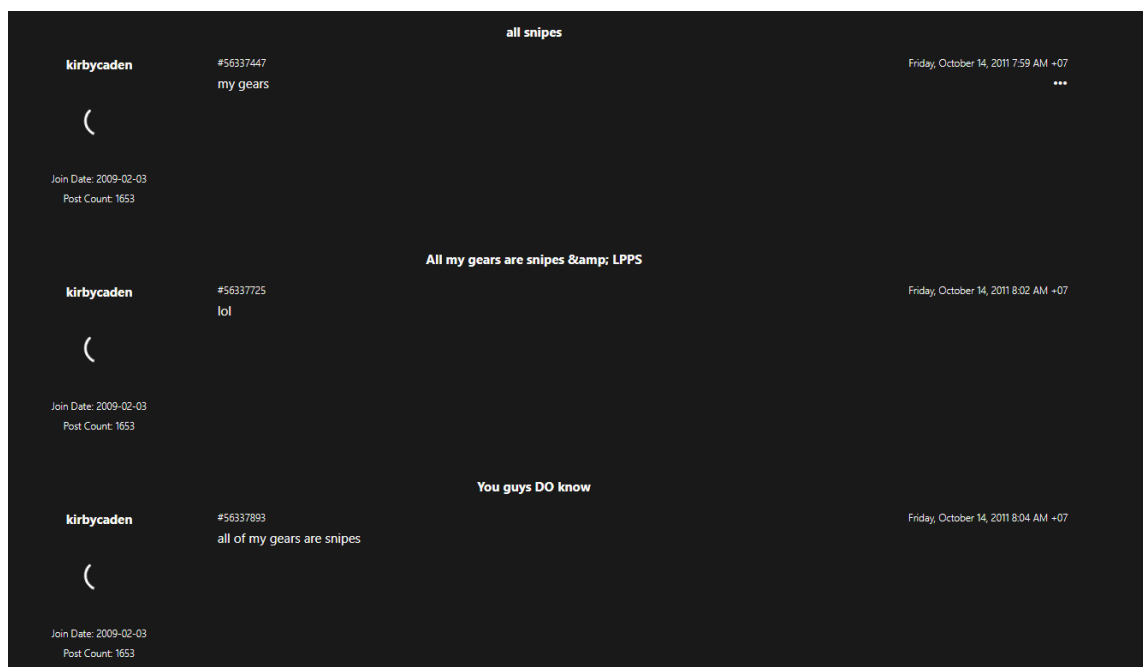 all snipes
kirbycaden
#56337447
Friday, October 14, 2011 7:59 AM +07
my gears
•••
Join Date: 2009-02-03
Post Count: 1653
All my gears are snipes &amp; LPPS
kirbycaden
#56337725
Friday, October 14, 2011 8:02 AM +07
lol
Join Date: 2009-02-03
Post Count: 1653
You guys DO know
kirbycaden
#56337893
Friday, October 14, 2011 8:04 AM +07
all of my gears are snipes
Join Date: 2009-02-03
Post Count: 1653